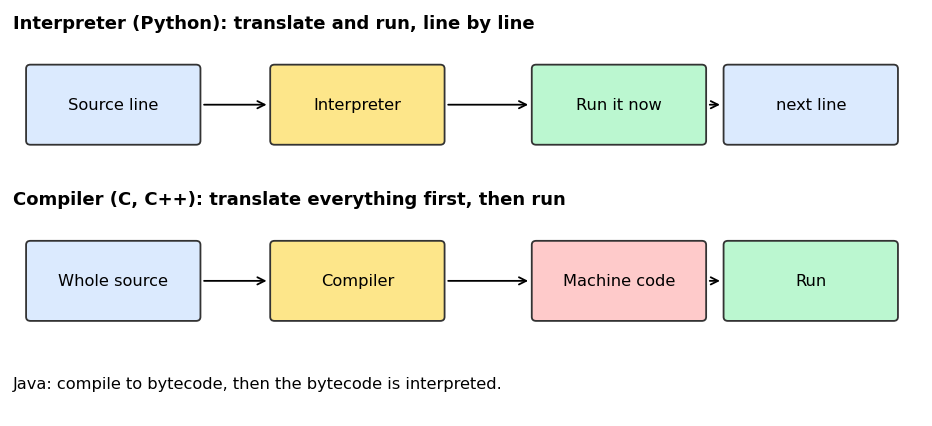 Interpreter (Python): translate and run, line by line
Source line
Interpreter
Run it now
next line
Compiler (C, C++): translate everything first, then run
Whole source
Compiler
Machine code
Run
Java: compile to bytecode, then the bytecode is interpreted.